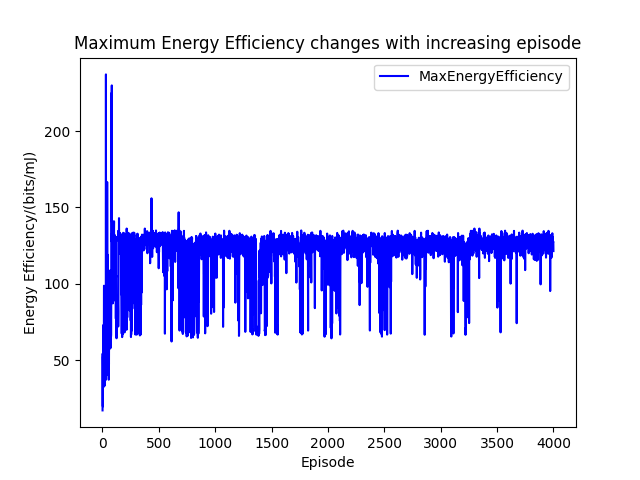 Maximum Energy Efficiency changes with increasing episode
MaxEnergyEfficiency
Energy Efficiency/(bits/mJ)
200
150
100
50
0 500 1000 1500 2000 2500 3000 3500 4000
Episode